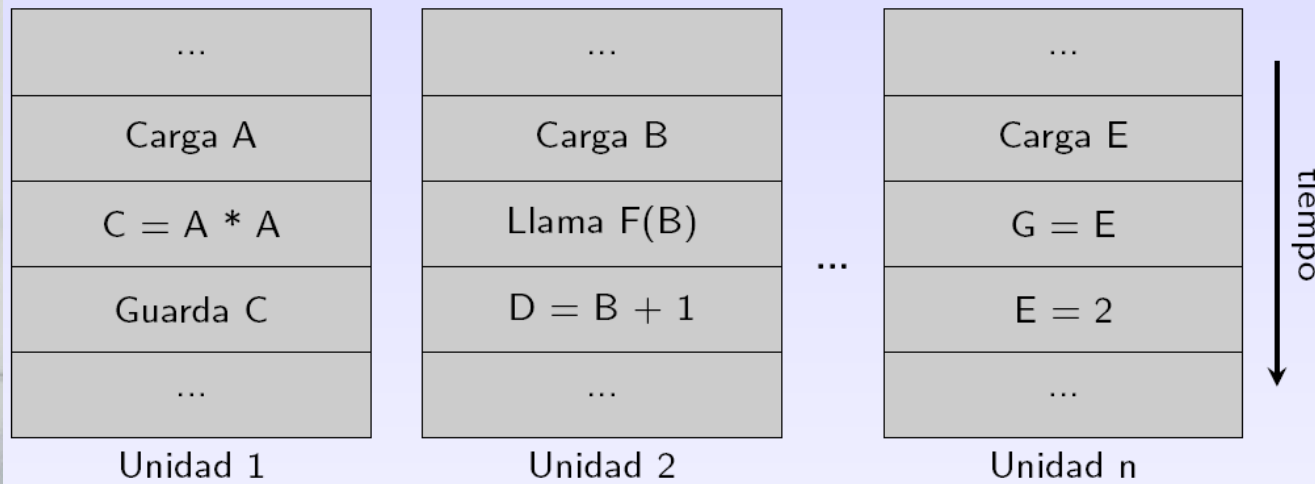 ...
Carga A
C = A * A
Guarda C
...
Unidad 1
...
Carga B
Llama F(B)
D = B + 1
...
Unidad 2
...
...
Carga E
G = E
E = 2
...
Unidad n
tiempo